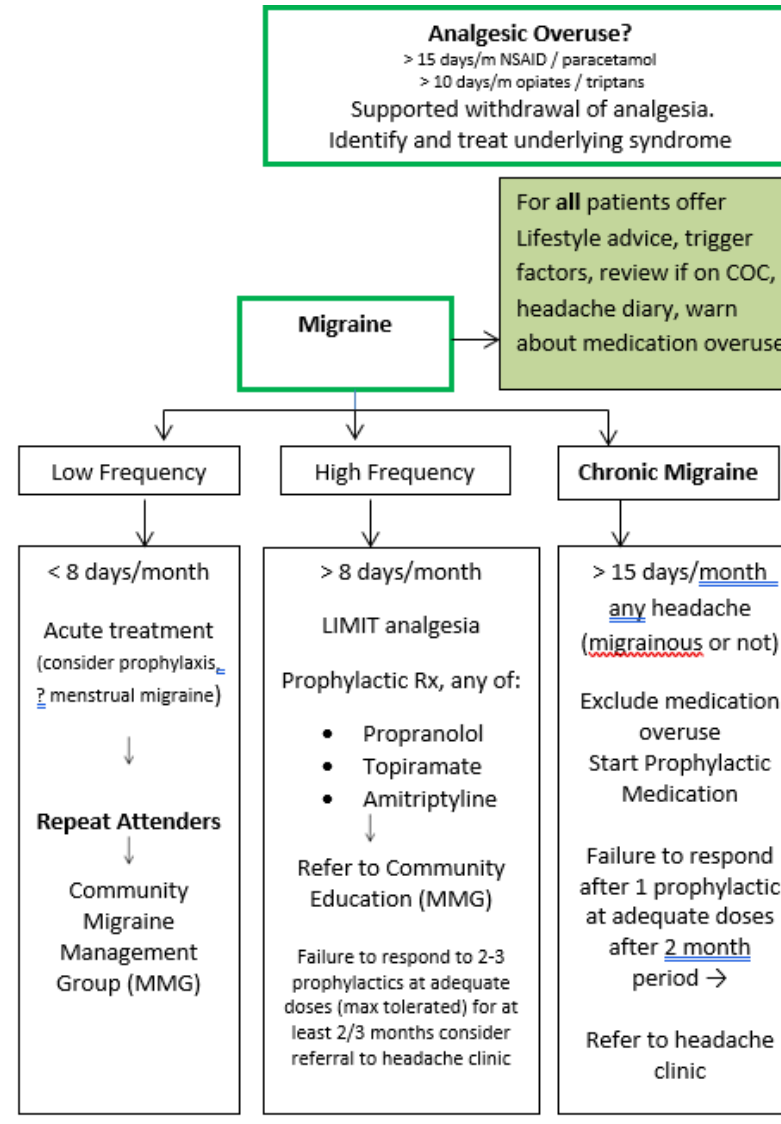 Analgesic Overuse?
> 15 days/m NSAID / paracetamol
> 10 days/m opiates / triptans
Supported withdrawal of analgesia.
Identify and treat underlying syndrome
For all patients offer
Lifestyle advice, trigger
factors, review if on COC,
headache diary, warn
about medication overuse
Migraine
Low Frequency
High Frequency
Chronic Migraine
< 8 days/month
Acute treatment
(consider prophylaxis,
? menstrual migraine)
↓
Repeat Attenders
↓
Community
Migraine
Management
Group (MMG)
> 8 days/month
LIMIT analgesia
Prophylactic Rx, any of:
• Propranolol
• Topiramate
• Amitriptyline
↓
Refer to Community
Education (MMG)
Failure to respond to 2-3
prophylactics at adequate
doses (max tolerated) for at
least 2/3 months consider
referral to headache clinic
> 15 days/month
any headache
(migrainous or not)
Exclude medication
overuse
Start Prophylactic
Medication
Failure to respond
after 1 prophylactic
at adequate doses
after 2 month
period →
Refer to headache
clinic